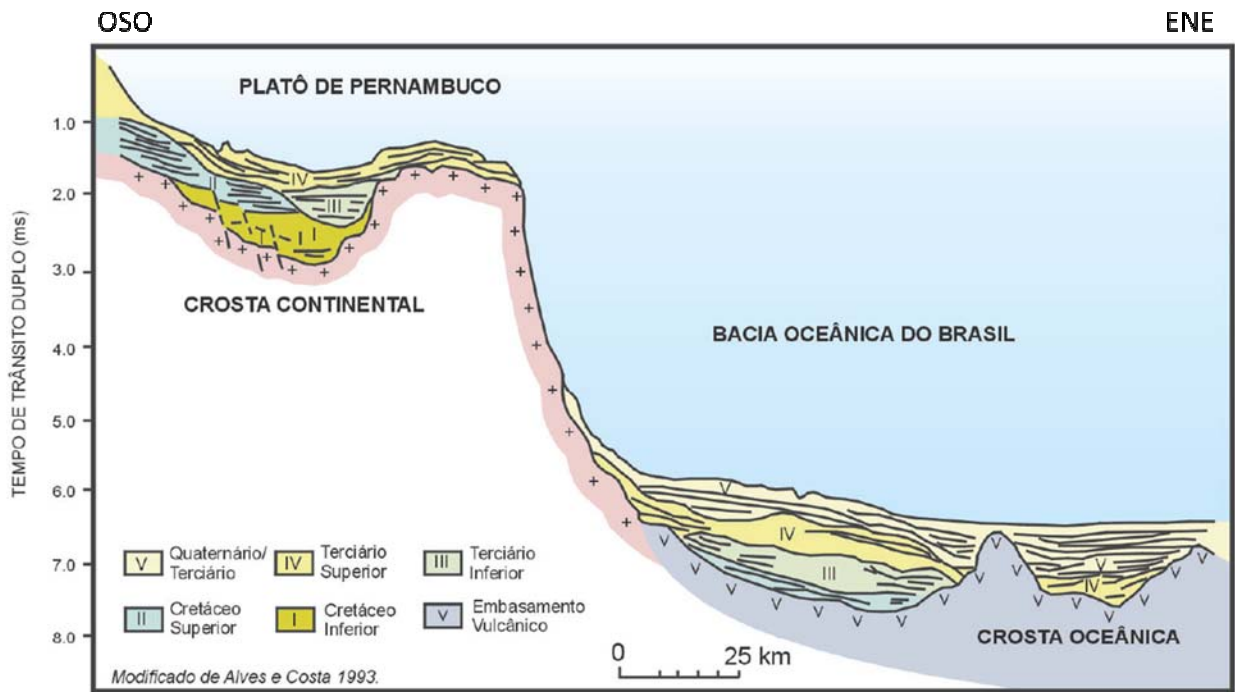 OSO
ENE
PLATÔ DE PERNAMBUCO
1.0
2.0
3.0
4.0
5.0
6.0
7.0
8.0
TEMPO DE TRÂNSITO DUPLO (ms)
IV
II
III
I
I
I
CROSTA CONTINENTAL
BACIA OCEÂNICA DO BRASIL
V
IV
III
V
IV
CROSTA OCEÂNICA
V Quaternário/
Terciário
IV Terciário
Superior
III Terciário
Inferior
II Cretáceo
Superior
I Cretáceo
Inferior
V Embasamento
Vulcânico
0 25 km
Modificado de Alves e Costa 1993.